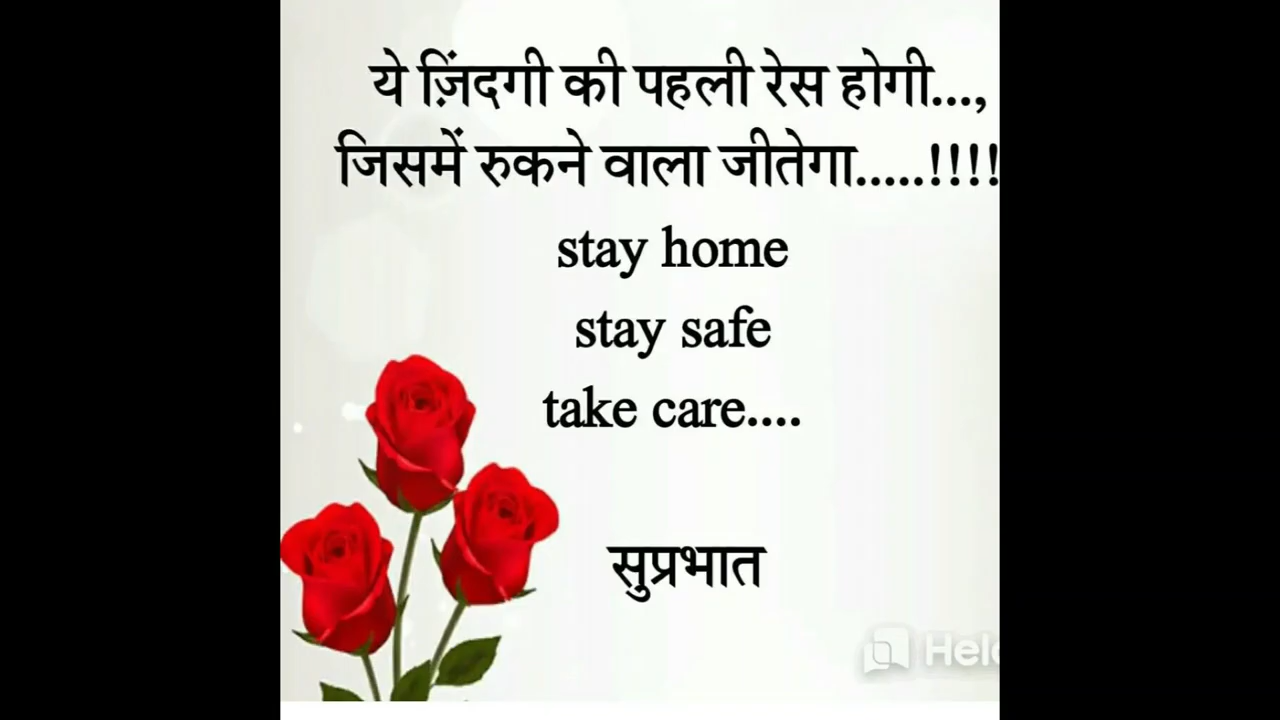 ये ज़िंदगी की पहली रेस होगी...,
जिसमें रुकने वाला जीतेगा.....!!!!
stay home
stay safe
take care....
सुप्रभात